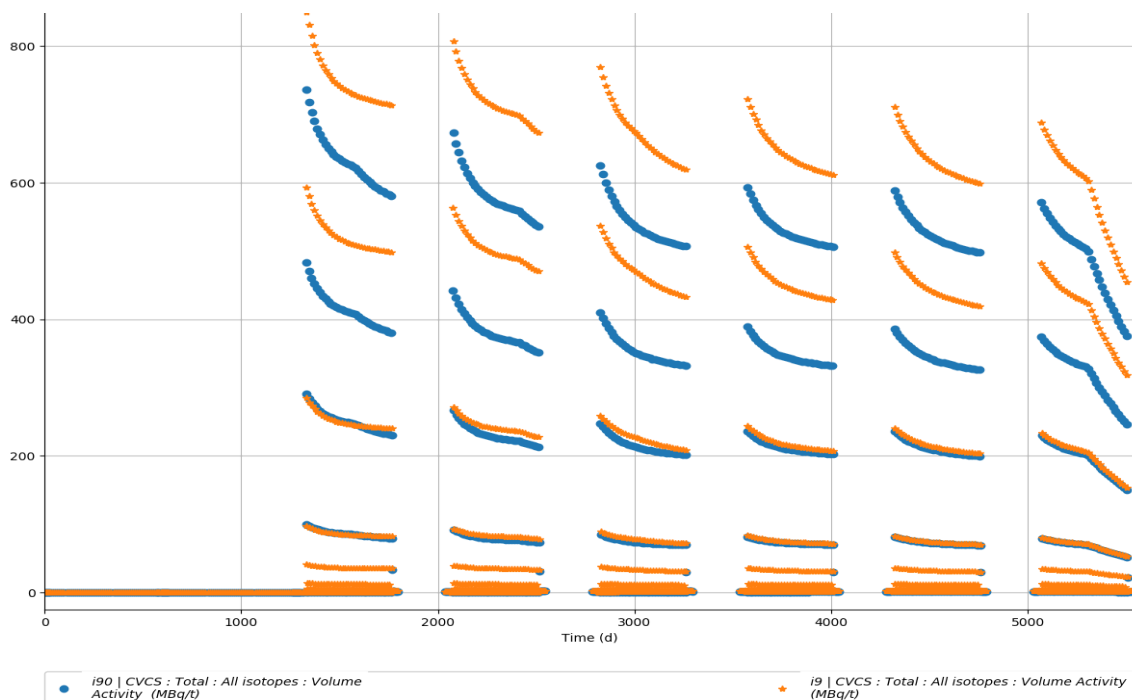 800
600
400
200
0
0 1000 2000 3000 4000 5000
Time (d)
i90 | CVCS : Total : All isotopes : Volume
Activity (MBq/t)
i9 | CVCS : Total : All isotopes : Volume Activity
(MBq/t)